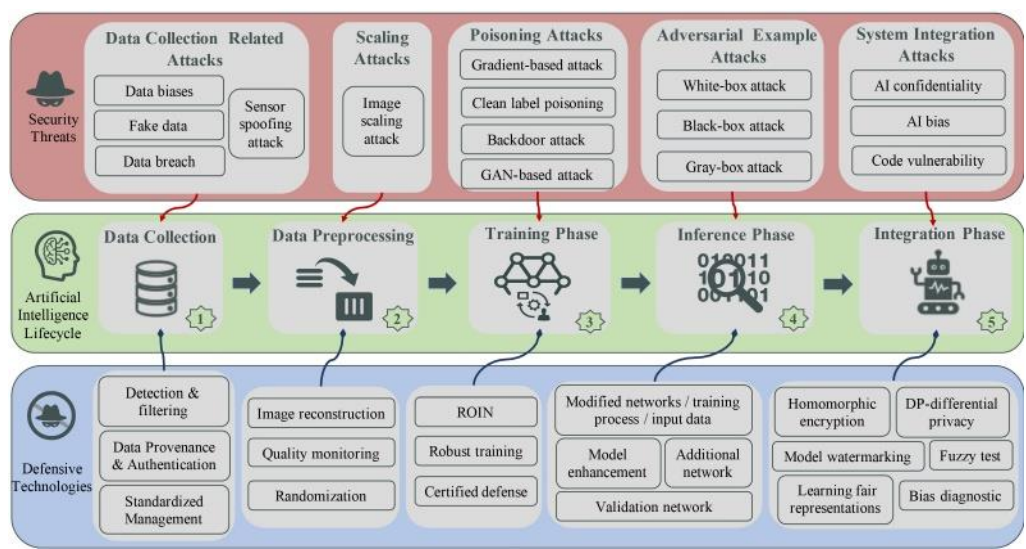 Security
Threats
Data Collection Related
Attacks
Data biases
Fake data
Data breach
Sensor
spoofing
attack
Scaling
Attacks
Image
scaling
attack
Poisoning Attacks
Gradient-based attack
Clean label poisoning
Backdoor attack
GAN-based attack
Adversarial Example
Attacks
White-box attack
Black-box attack
Gray-box attack
System Integration
Attacks
AI confidentiality
AI bias
Code vulnerability
Artificial
Intelligence
Lifecycle
Data Collection
1
Data Preprocessing
2
Training Phase
3
Inference Phase
4
Integration Phase
5
Defensive
Technologies
Detection &
filtering
Data Provenance
& Authentication
Standardized
Management
Image reconstruction
Quality monitoring
Randomization
ROIN
Robust training
Certified defense
Modified networks / training
process / input data
Model
enhancement
Additional
network
Validation network
Homomorphic
encryption
DP-differential
privacy
Model watermarking
Fuzzy test
Learning fair
representations
Bias diagnostic